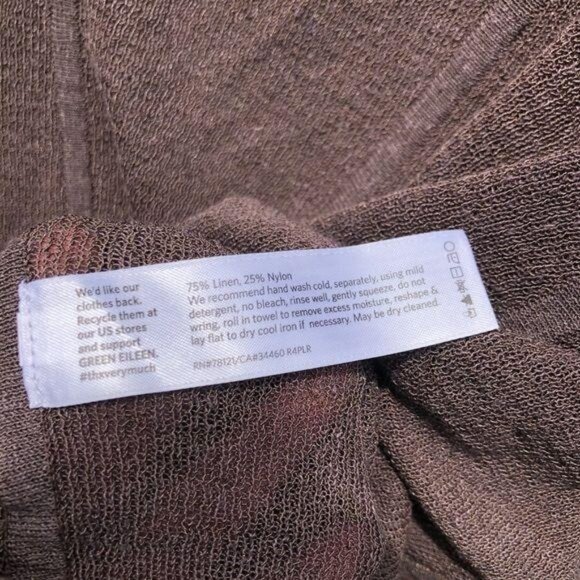 We'd like our
clothes back.
Recycle them at
our US stores
and support
GREEN EILEEN.
#thxverymuch
75% Linen, 25% Nylon
We recommend hand wash cold, separately, using mild
detergent, no bleach, rinse well, gently squeeze, do not
wring, roll in towel to remove excess moisture, reshape &
lay flat to dry cool iron if necessary. May be dry cleaned.
RN#78121/CA#34460 R4PLR